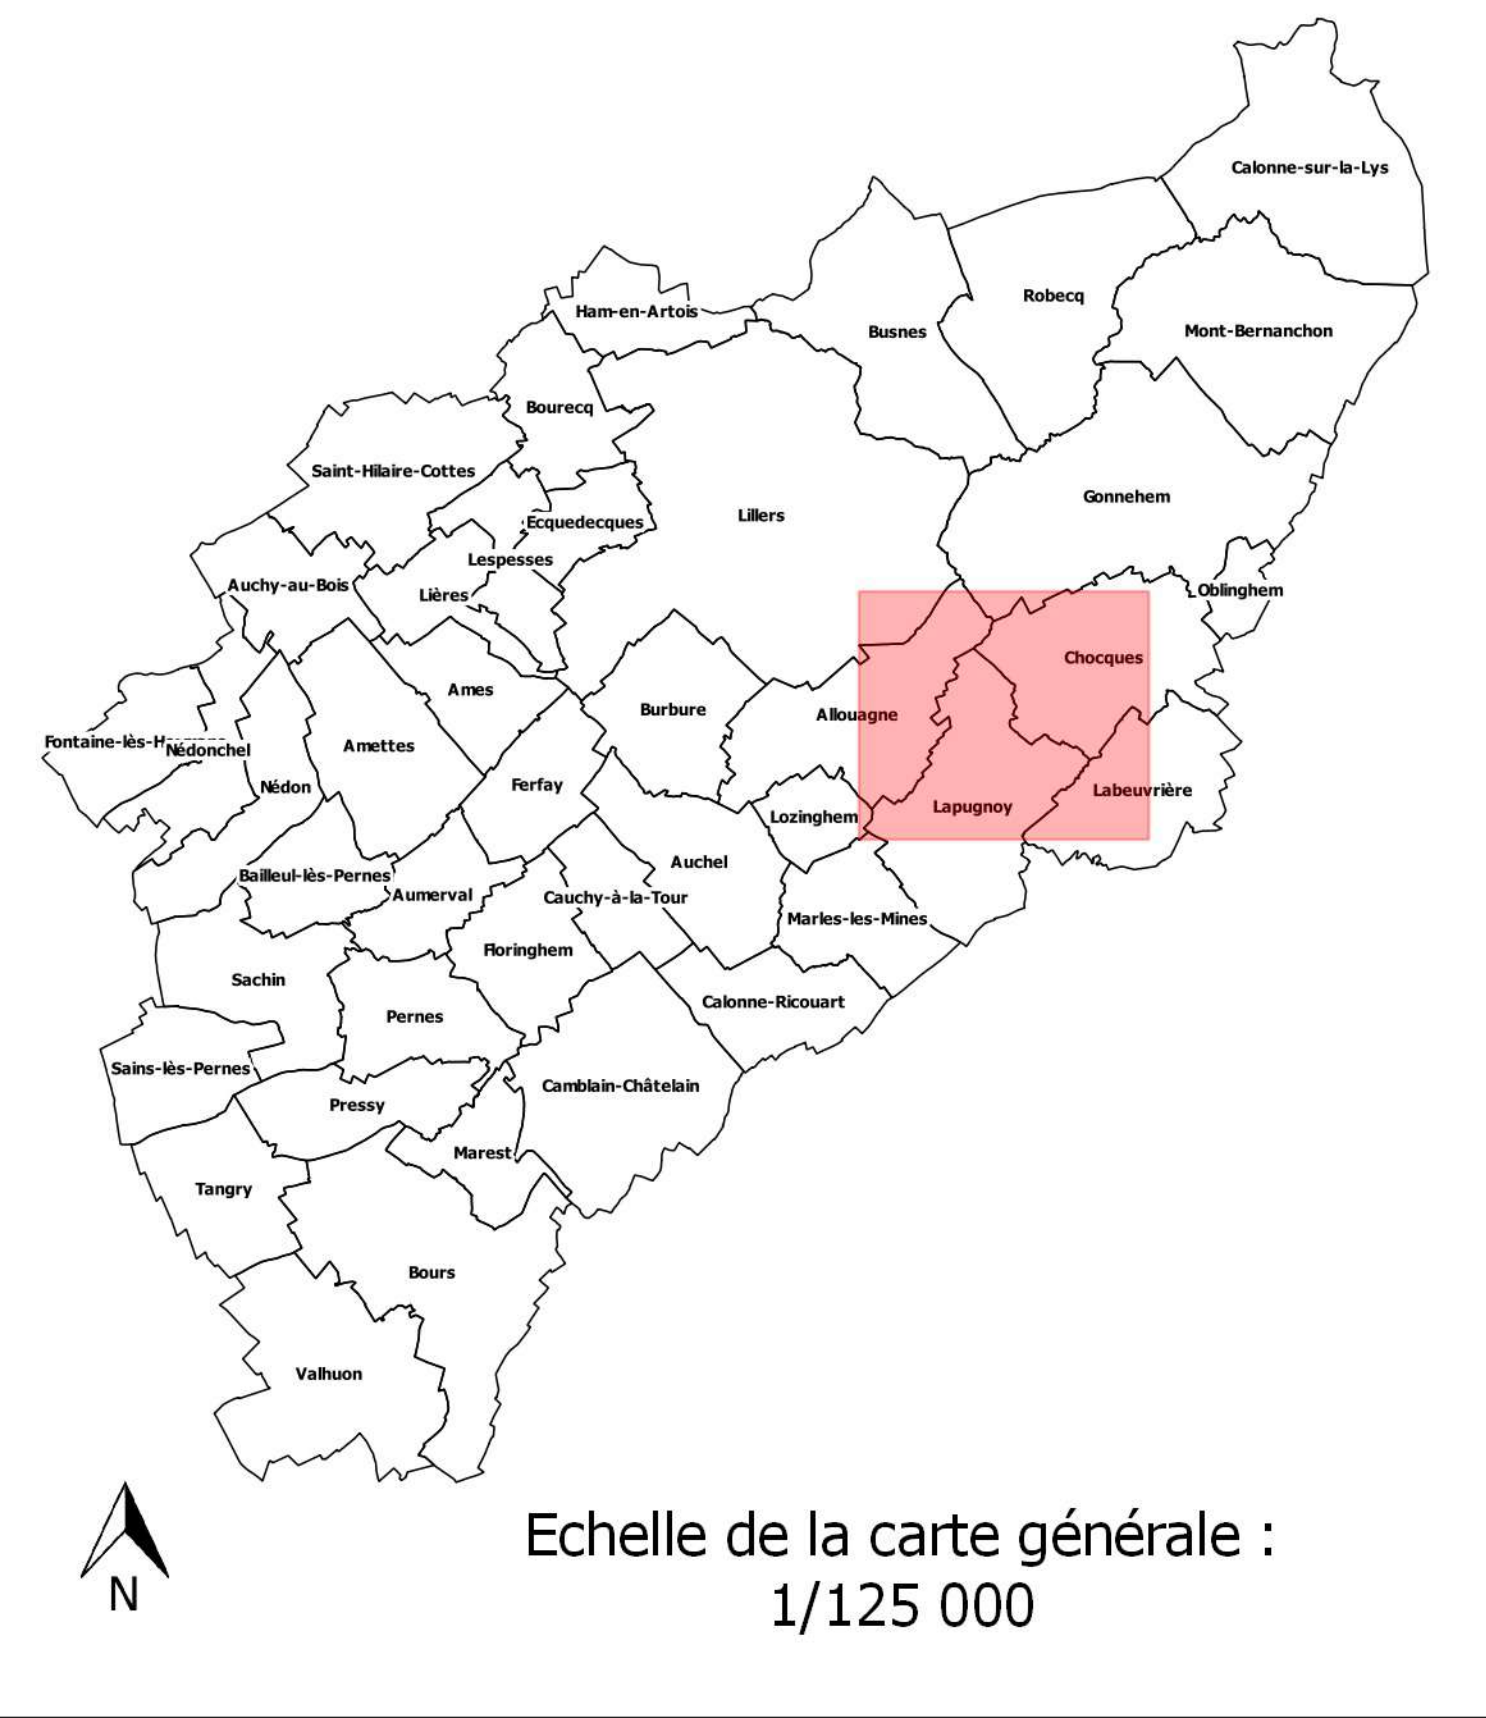 Calonne-sur-la-Lys
Robecq
Ham-en-Artois
Busnes
Mont-Bernanchon
Bourecq
Saint-Hilaire-Cottes
Gonnehem
Lillers
Ecquedecques
Lespesses
Auchy-au-Bois
Lières
Oblinghem
Chocques
Ames
Burbure
Allouagne
Fontaine-lès-H
Nédonchel
Amettes
Nédon
Ferfay
Labeuvrière
Lapugnoy
Lozinghem
Auchel
Bailleul-lès-Pernes
Aumerval
Cauchy-à-la-Tour
Marles-les-Mines
Floringhem
Sachin
Calonne-Ricouart
Pernes
Sains-lès-Pernes
Camblain-Châtelain
Pressy
Marest
Tangry
Bours
Valhuon
N
Echelle de la carte générale :
1/125 000